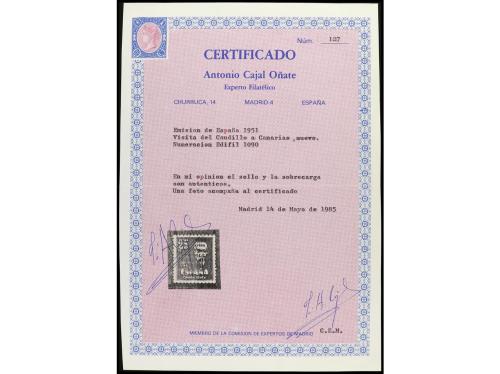 Núm. 127
CERTIFICADO
Antonio Cajal Oñate
Experto Filatélico
CHURRUCA, 14 MADRID-4 ESPAÑA
Emision de España 1951
Visita del Caudillo a Canarias ,nuevo.
Numeracion Edifil 1090
En mi opinion el sello y la sobrecarga
son autenticos.
Una foto acompaña al certificado
Madrid 14 de Mayo de 1985
ESPAÑA
MIEMBRO DE LA COMISION DE EXPERTOS DE MADRID
C.E.M.